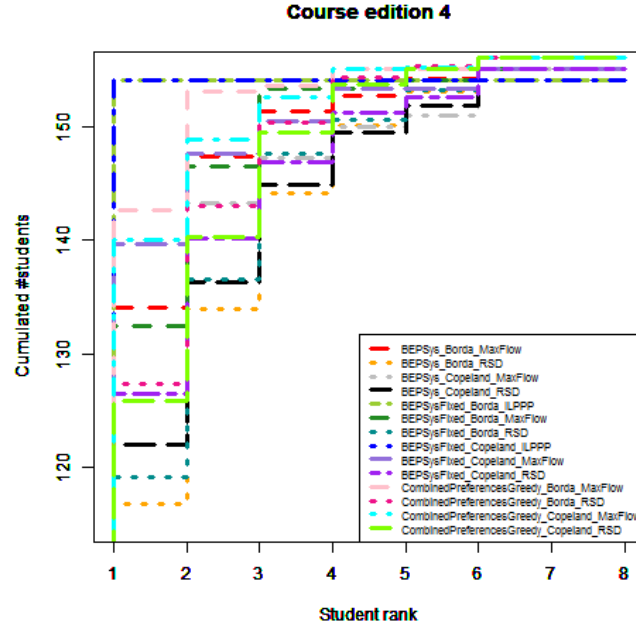 Course edition 4
Cumulated #students
150
140
130
120
BEPSys_Borda_MaxFlow
BEPSys_Borda_RSD
BEPSys_Copeland_MaxFlow
BEPSys_Copeland_RSD
BEPSysFixed_Borda_ILPPP
BEPSysFixed_Borda_MaxFlow
BEPSysFixed_Borda_RSD
BEPSysFixed_Copeland_ILPPP
BEPSysFixed_Copeland_MaxFlow
BEPSysFixed_Copeland_RSD
CombinedPreferencesGreedy_Borda_MaxFlow
CombinedPreferencesGreedy_Borda_RSD
CombinedPreferencesGreedy_Copeland_MaxFlow
CombinedPreferencesGreedy_Copeland_RSD
1 2 3 4 5 6 7 8
Student rank